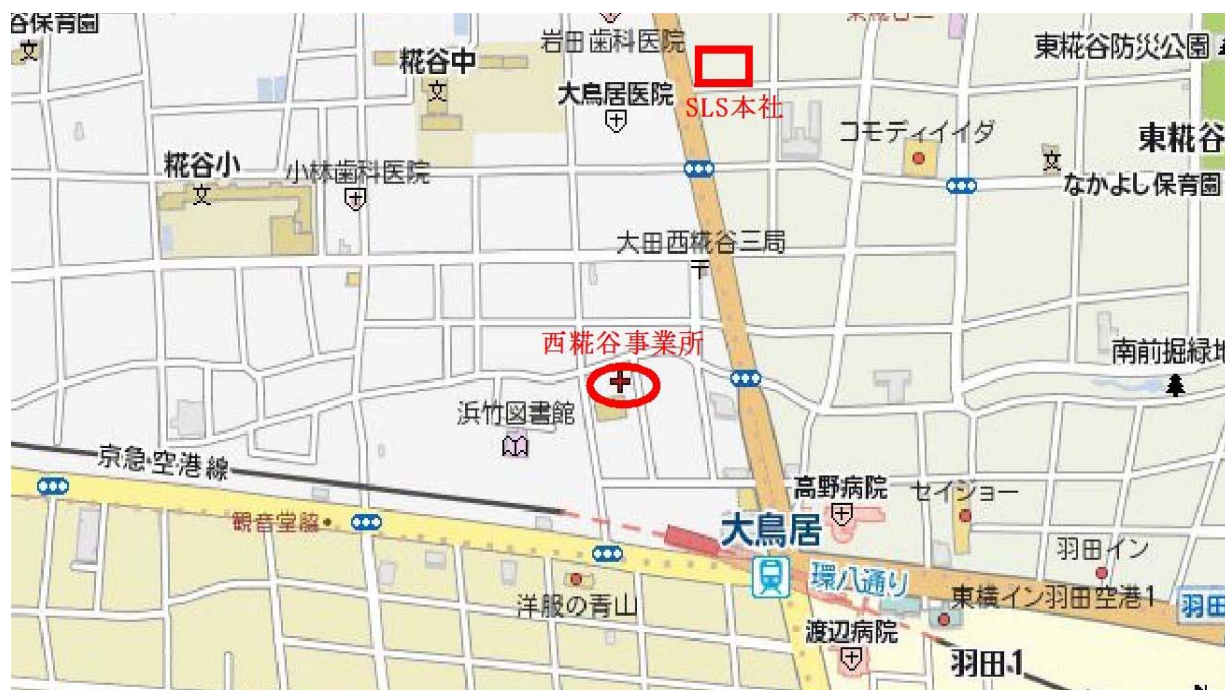 谷保育園
岩田歯科医院
東糀谷防災公園
糀谷中
大鳥居医院
SLS本社
コモディイイダ
東糀谷
糀谷小
小林歯科医院
なかよし保育園
大田西糀谷三局
西糀谷事業所
南前堀緑地
浜竹図書館
京急空港線
高野病院
セイジョー
観音堂脇
大鳥居
羽田イン
環八通り
洋服の青山
東横イン羽田空港1
羽田
渡辺病院
羽田1